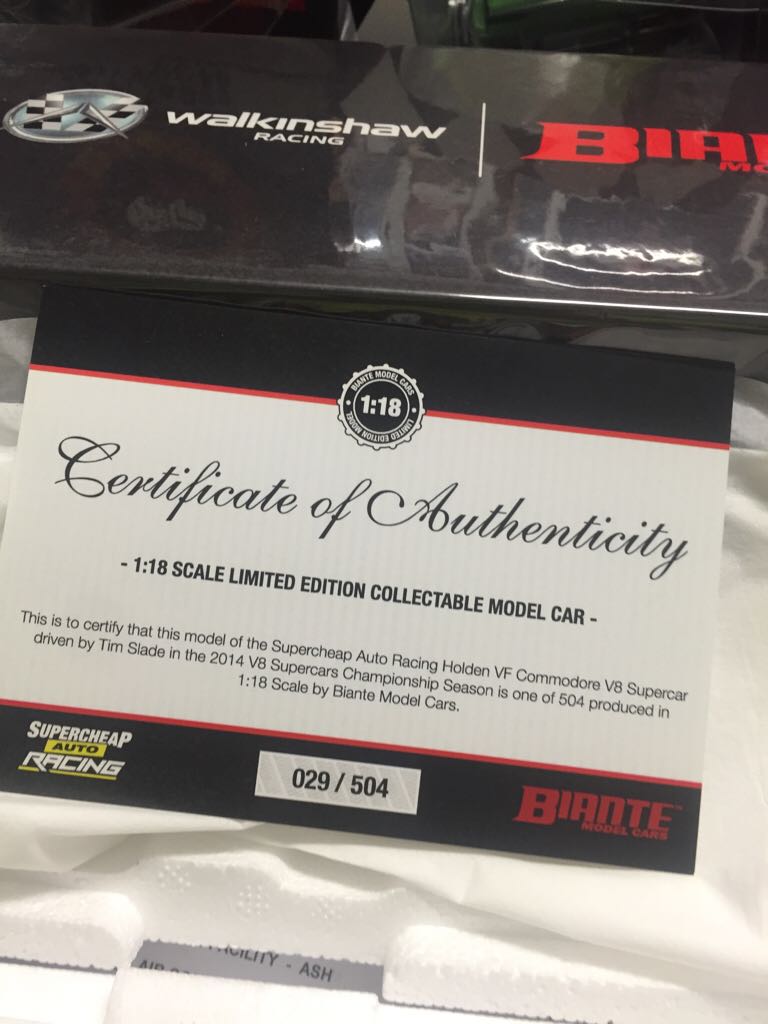 walkinshaw
RACING
BIANTE MODEL CARS
1:18
LIMITED EDITION MODEL
Certificate of Authenticity
- 1:18 SCALE LIMITED EDITION COLLECTABLE MODEL CAR -
This is to certify that this model of the Supercheap Auto Racing Holden VF Commodore V8 Supercar
driven by Tim Slade in the 2014 V8 Supercars Championship Season is one of 504 produced in
1:18 Scale by Biante Model Cars.
SUPERCHEAP
AUTO
RACING
029 / 504
BIANTE™
MODEL CARS
- ASH